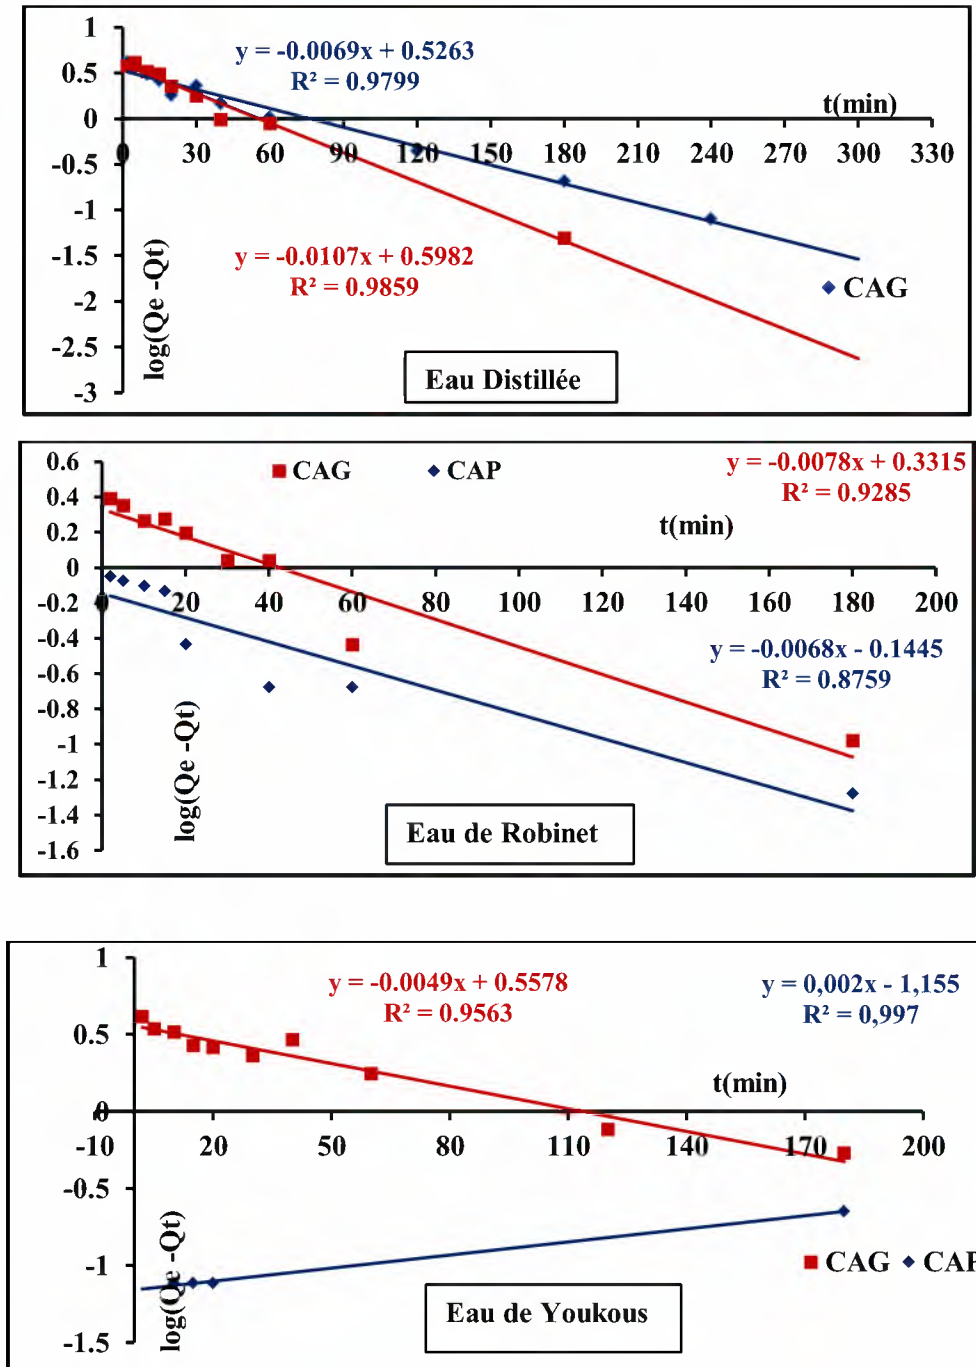 1
0.5
0
-0.5
-1
-1.5
-2
-2.5
-3
y = -0.0069x + 0.5263
R² = 0.9799
t(min)
0 30 60 90 120 150 180 210 240 270 300 330
log(Qe -Qt)
y = -0.0107x + 0.5982
R² = 0.9859
CAG
Eau Distillée
0.6
0.4
0.2
0
-0.2
-0.4
-0.6
-0.8
-1
-1.2
-1.4
-1.6
CAG CAP
y = -0.0078x + 0.3315
R² = 0.9285
t(min)
0 20 40 60 80 100 120 140 160 180 200
y = -0.0068x - 0.1445
R² = 0.8759
log(Qe -Qt)
Eau de Robinet
1
0.5
0
-0.5
-1
-1.5
y = -0.0049x + 0.5578
R² = 0.9563
y = 0,002x - 1,155
R² = 0,997
t(min)
-10 20 50 80 110 140 170 200
log(Qe -Qt)
CAG CAP
Eau de Youkous